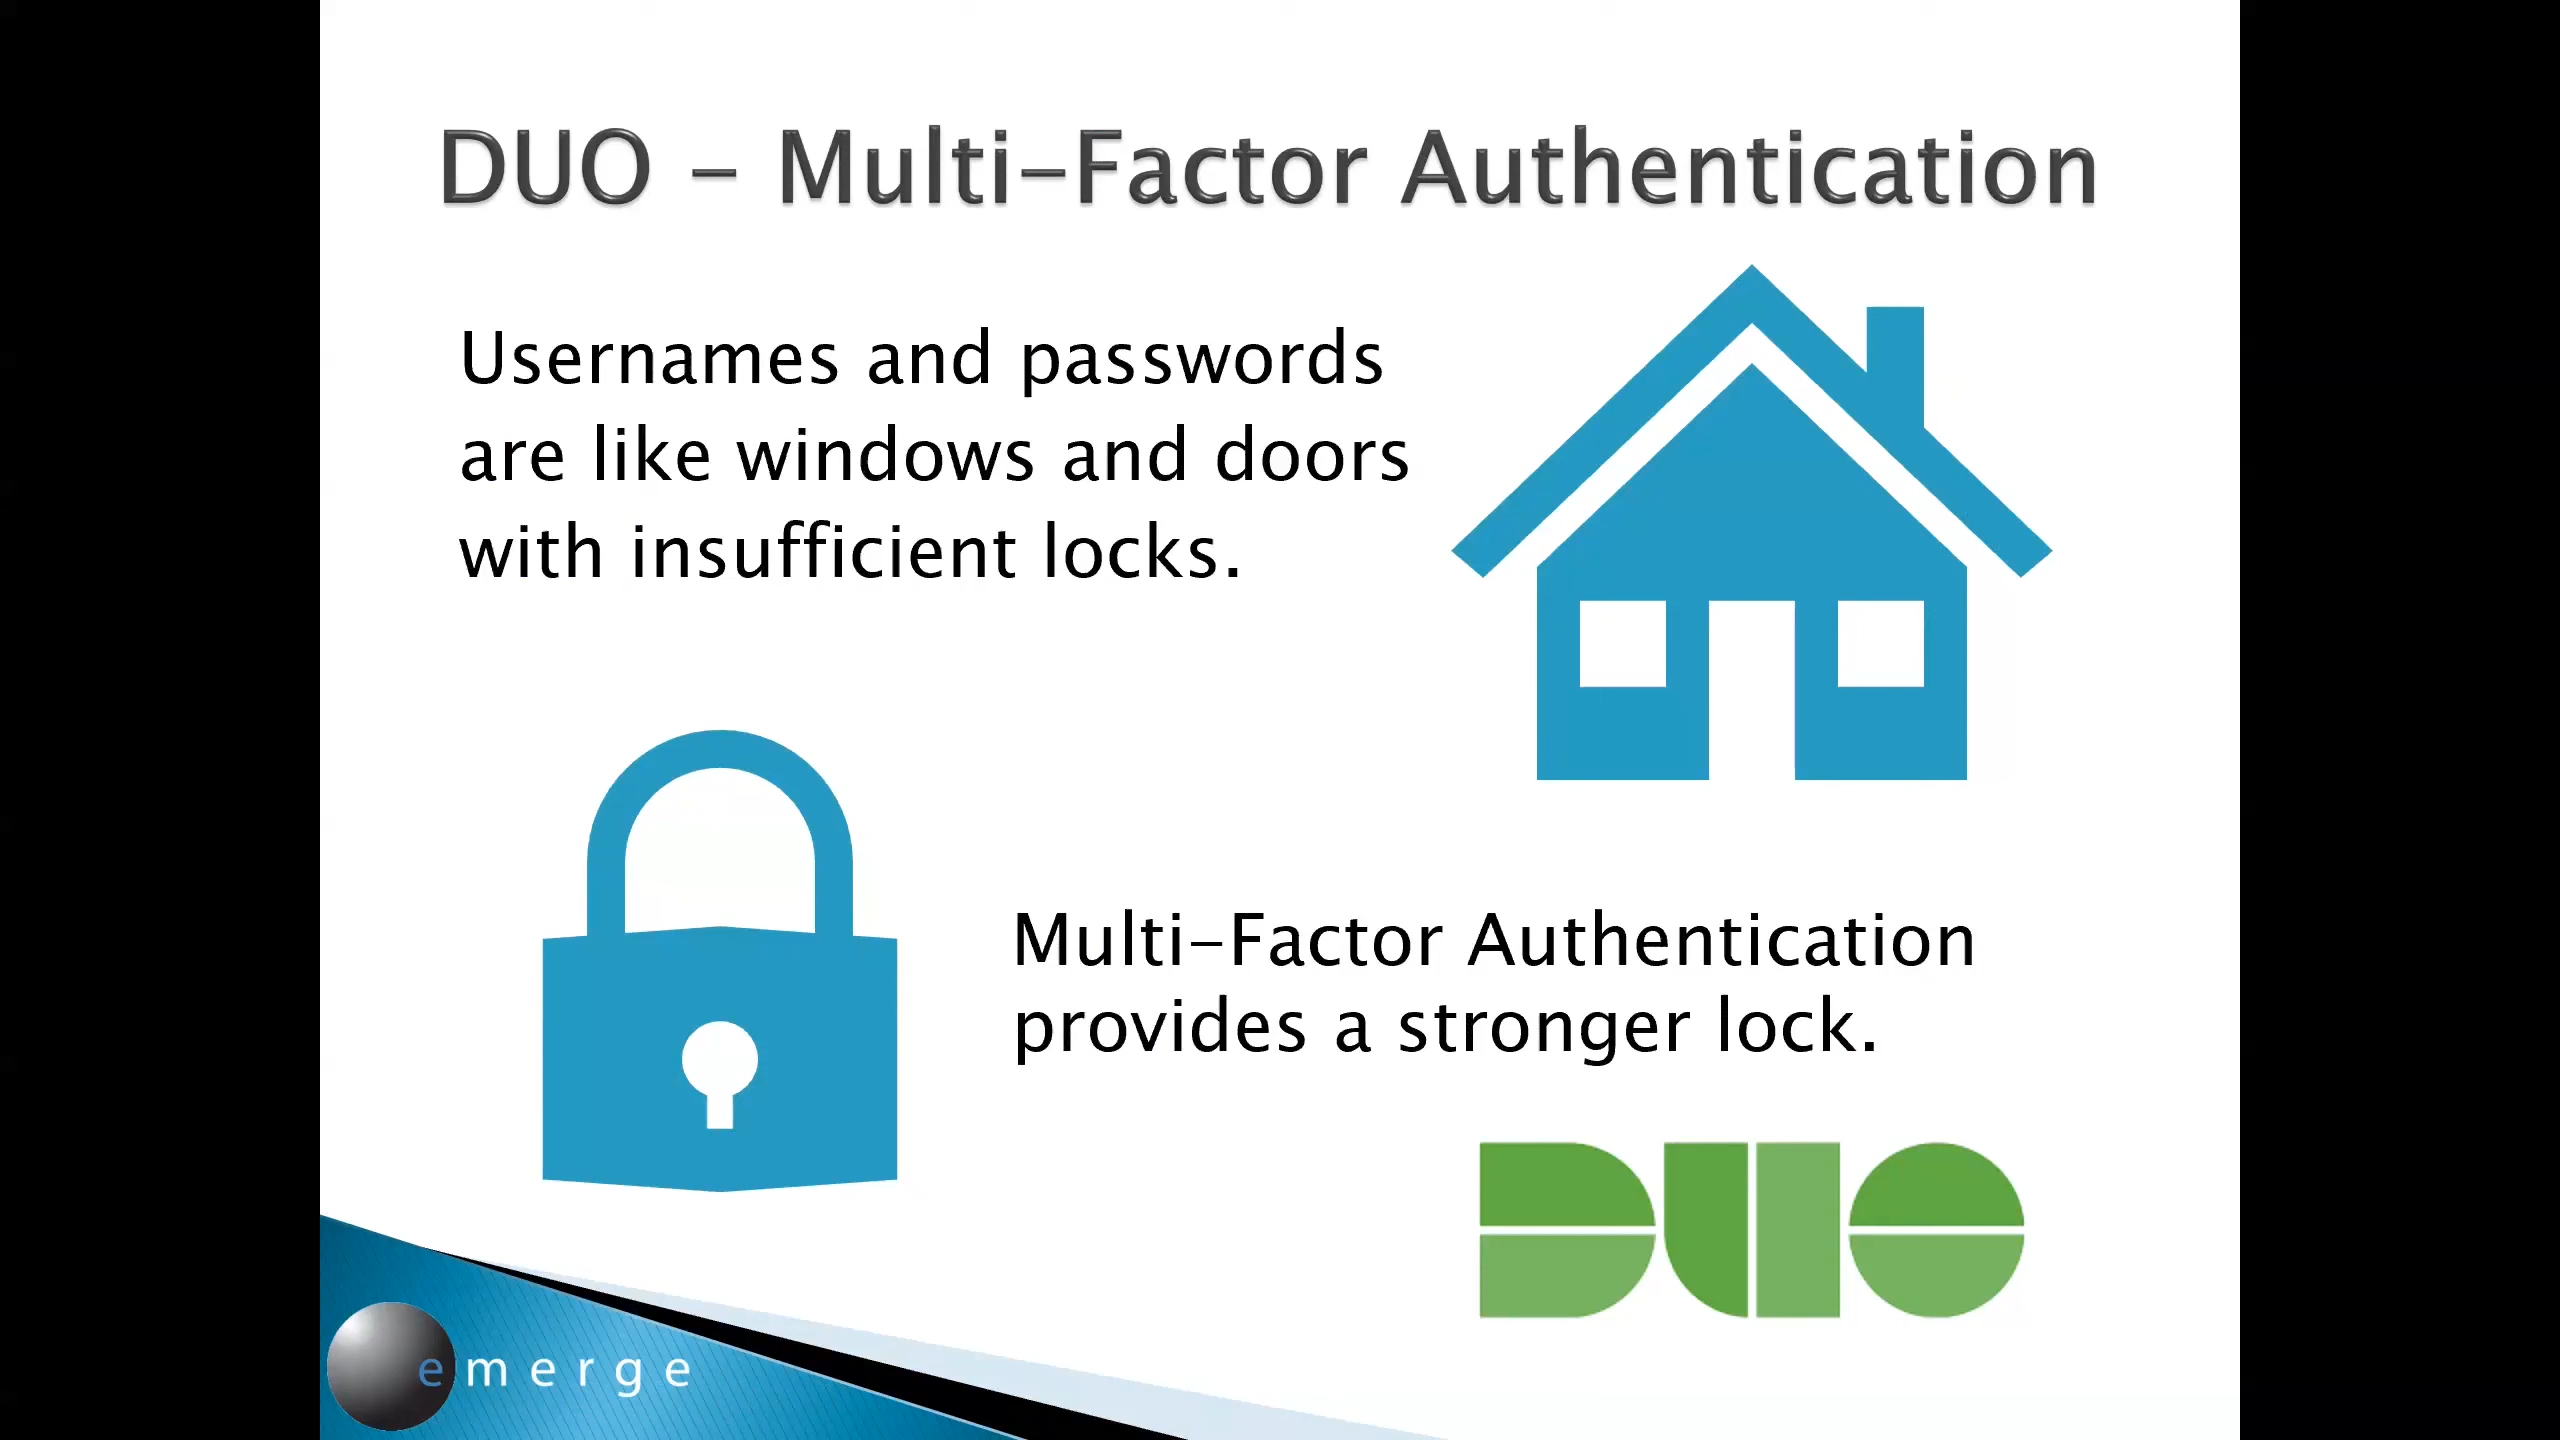 DUO - Multi-Factor Authentication
Usernames and passwords
are like windows and doors
with insufficient locks.
Multi-Factor Authentication
provides a stronger lock.
DUO
emerge